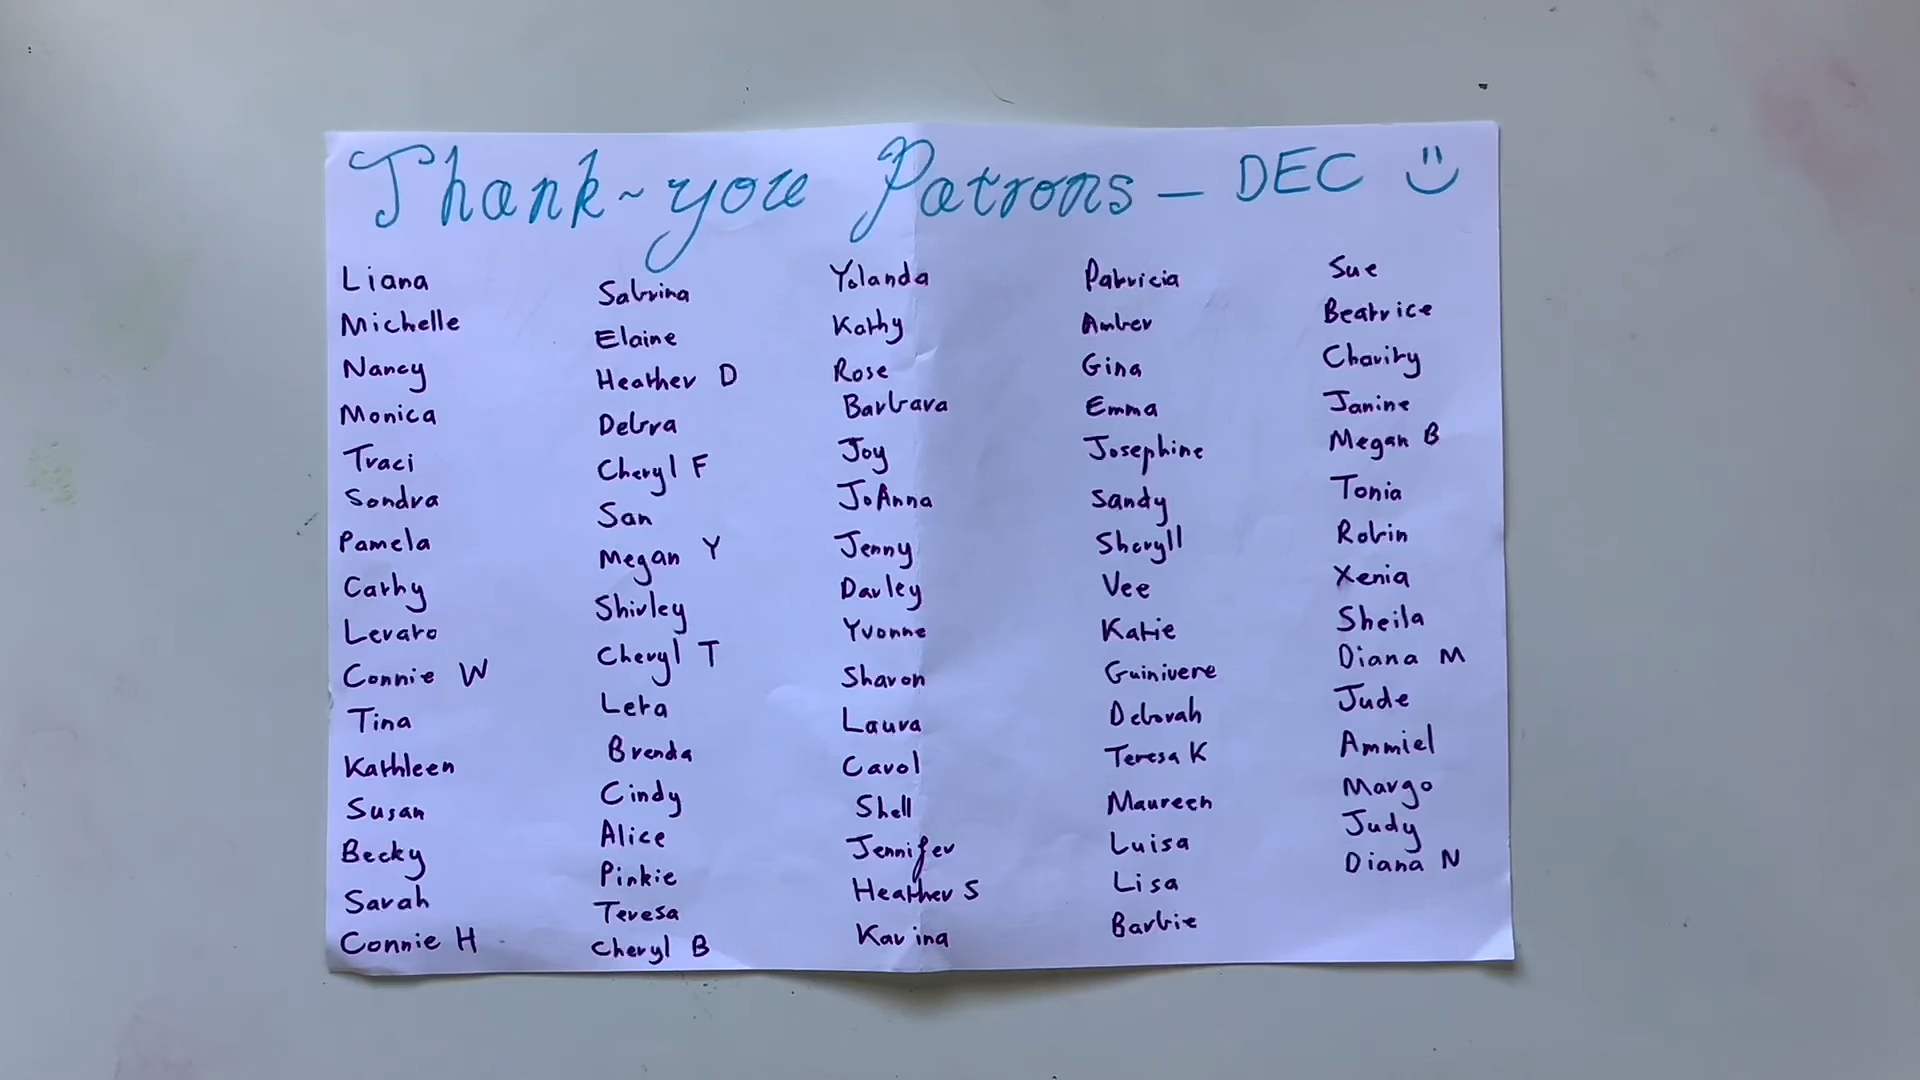 Thank-you Patrons - DEC
Liana
Michelle
Nancy
Monica
Traci
Sondra
Pamela
Cathy
Levato
Connie W
Tina
Kathleen
Susan
Becky
Sarah
Connie H
Sabrina
Elaine
Heather D
Debra
Cheryl F
San
Megan Y
Shirley
Cheryl T
Leta
Brenda
Cindy
Alice
Pinkie
Teresa
Cheryl B
Yolanda
Kathy
Rose
Barbara
Joy
JoAnna
Jenny
Darley
Yvonne
Sharon
Laura
Carol
Shell
Jennifer
Heather S
Karina
Patricia
Amber
Gina
Emma
Josephine
Sandy
Sheryll
Vee
Katie
Guinivere
Deborah
Teresa K
Maureen
Luisa
Lisa
Barbie
Sue
Beatrice
Charity
Janine
Megan B
Tonia
Robin
Xenia
Sheila
Diana M
Jude
Ammiel
Margo
Judy
Diana N